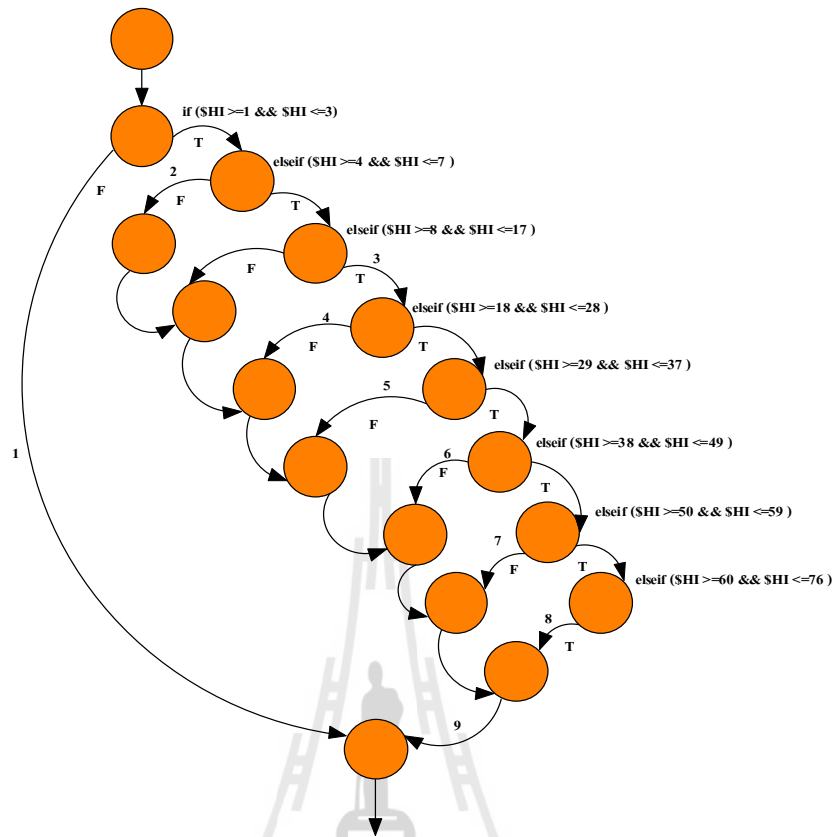 if ($HI >=1 && $HI <=3)
T
elseif ($HI >=4 && $HI <=7 )
2
F
F
T
elseif ($HI >=8 && $HI <=17 )
3
F
T
elseif ($HI >=18 && $HI <=28 )
4
F
T
elseif ($HI >=29 && $HI <=37 )
5
T
F
elseif ($HI >=38 && $HI <=49 )
1
6
F
T
elseif ($HI >=50 && $HI <=59 )
7
F
T
elseif ($HI >=60 && $HI <=76 )
8
T
9